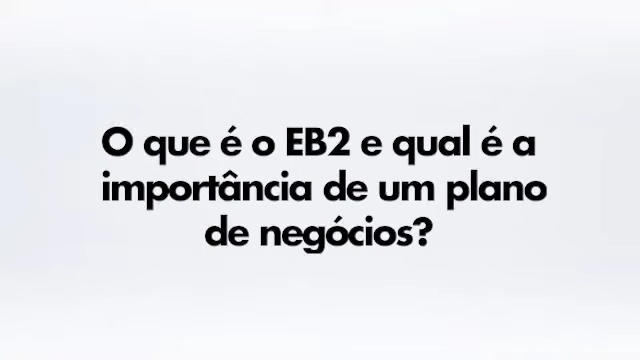 O que é o EB2 e qual é a
importância de um plano
de negócios?